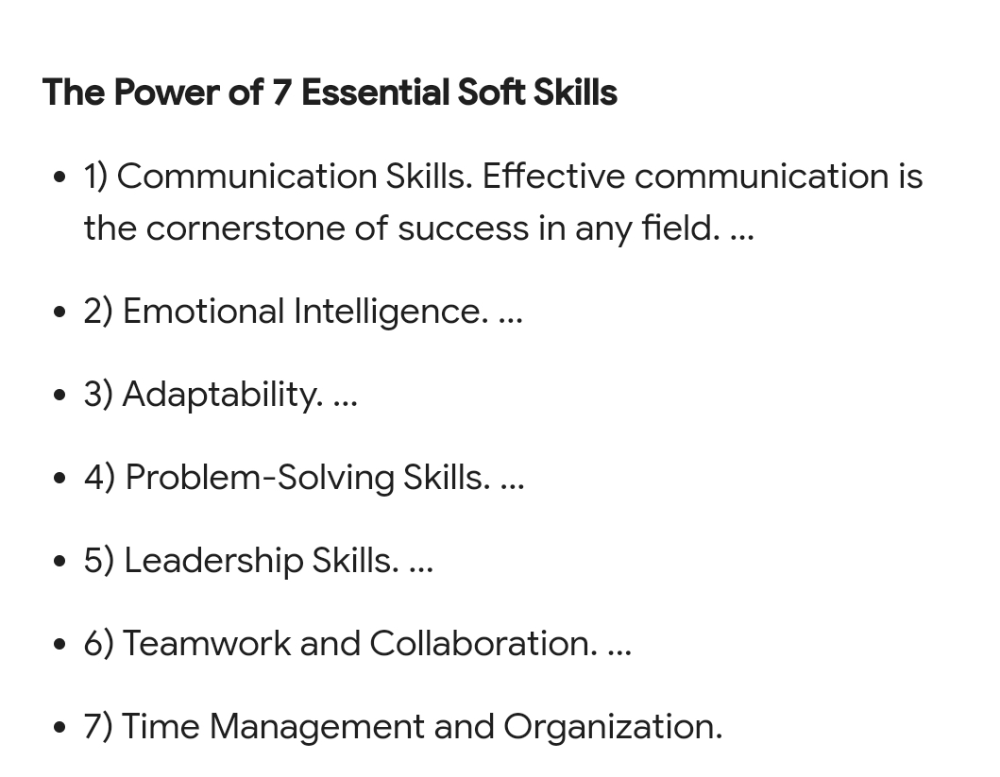 The Power of 7 Essential Soft Skills
• 1) Communication Skills. Effective communication is
the cornerstone of success in any field. ...
• 2) Emotional Intelligence. ...
• 3) Adaptability. ...
• 4) Problem-Solving Skills. ...
• 5) Leadership Skills. ...
• 6) Teamwork and Collaboration. ...
• 7) Time Management and Organization.